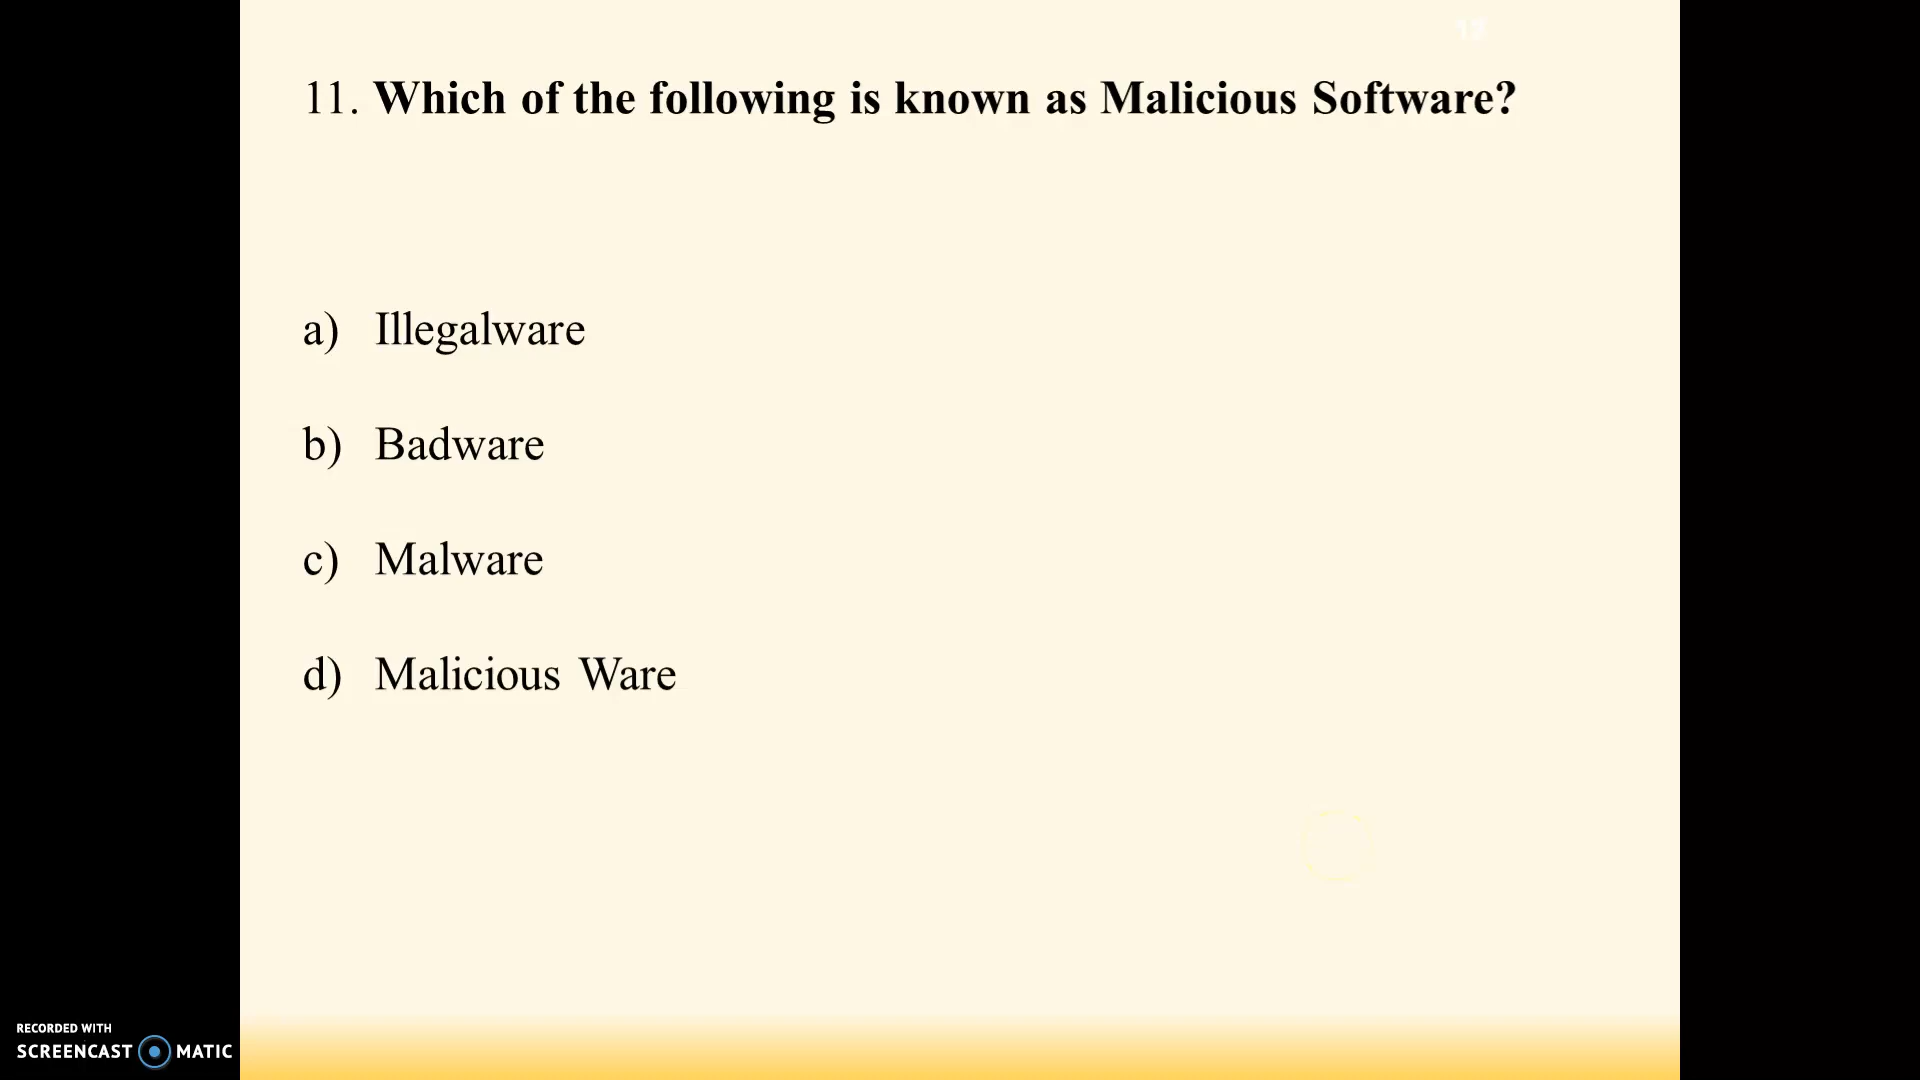 12
11. Which of the following is known as Malicious Software?
a) Illegalware
b) Badware
c) Malware
d) Malicious Ware
RECORDED WITH
SCREENCAST MATIC